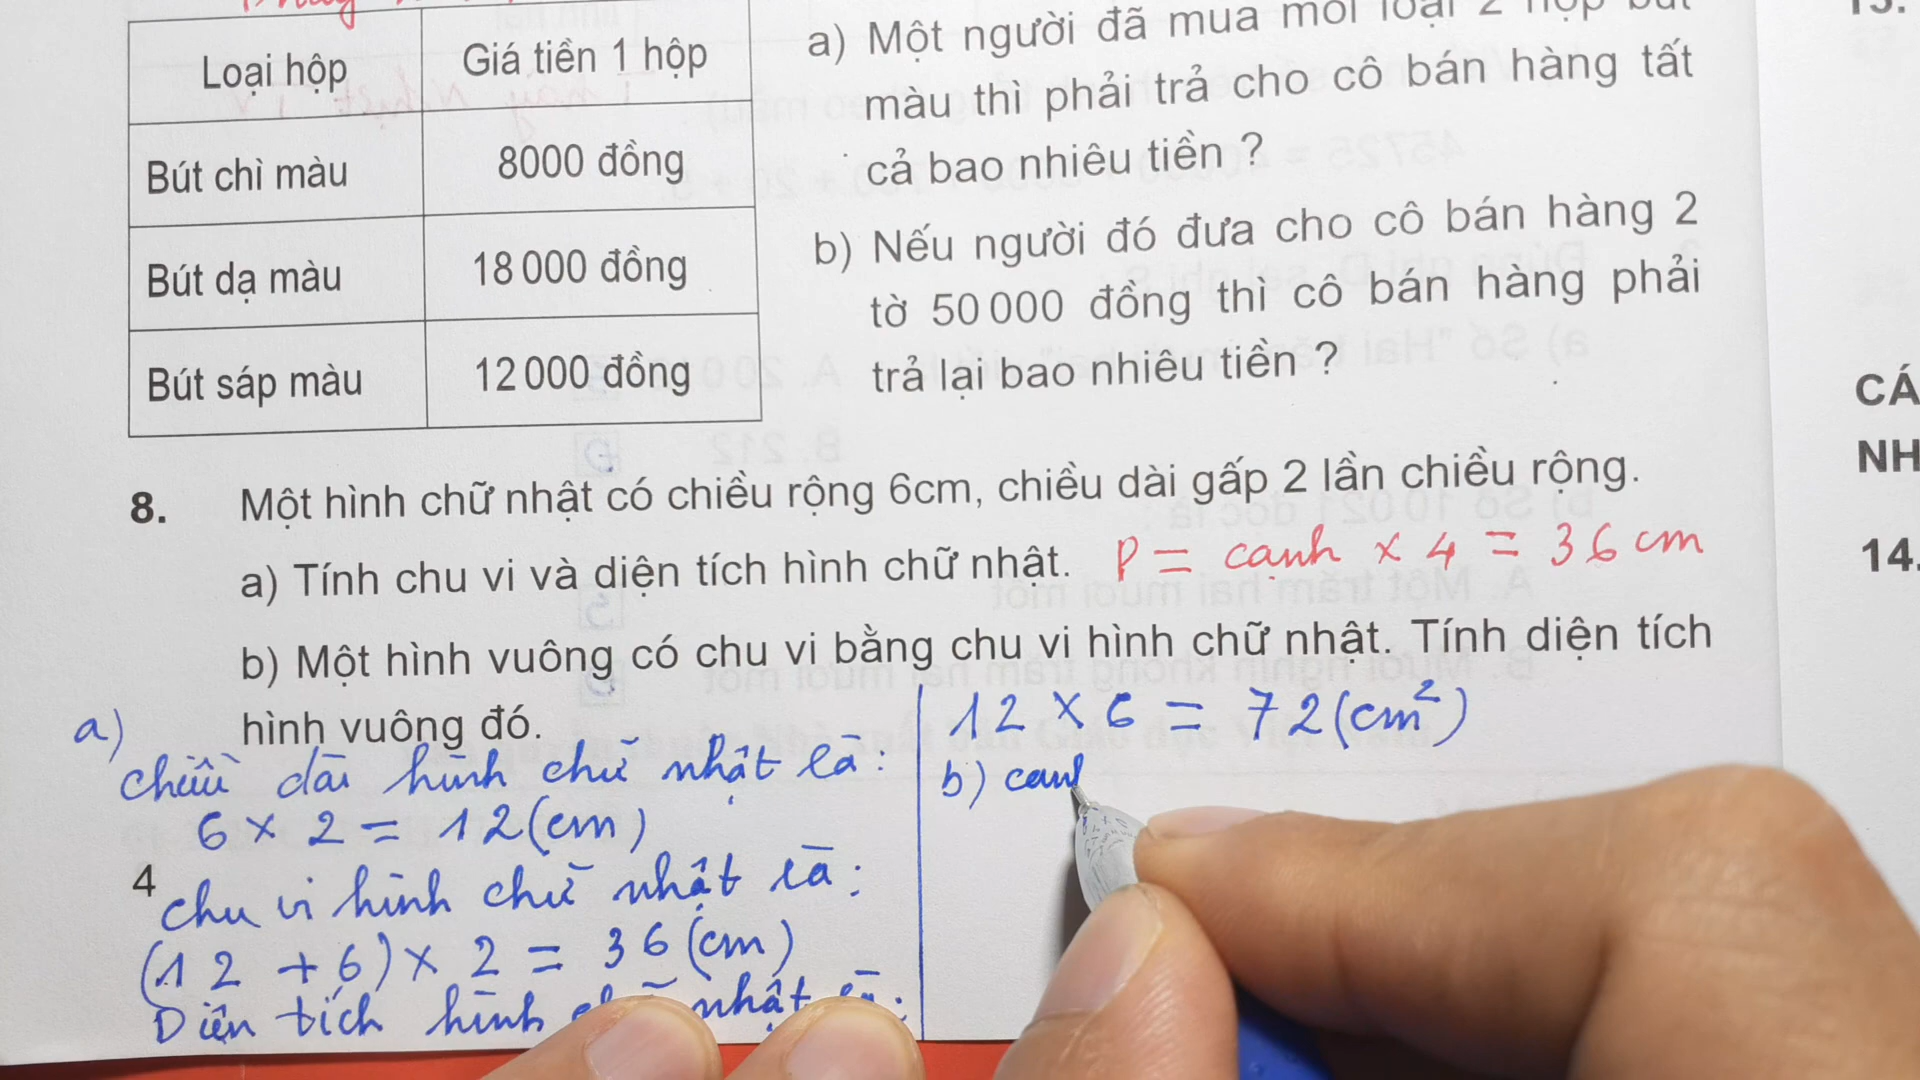 Loại hộp
Giá tiền 1 hộp
Bút chì màu
8000 đồng
Bút dạ màu
18 000 đồng
Bút sáp màu
12 000 đồng
a) Một người đã mua mỗi loại 2 hộp bút
màu thì phải trả cho cô bán hàng tất
cả bao nhiêu tiền ?
b) Nếu người đó đưa cho cô bán hàng 2
tờ 50 000 đồng thì cô bán hàng phải
trả lại bao nhiêu tiền ?
8. Một hình chữ nhật có chiều rộng 6cm, chiều dài gấp 2 lần chiều rộng.
a) Tính chu vi và diện tích hình chữ nhật. P = cạnh × 4 = 36 cm
b) Một hình vuông có chu vi bằng chu vi hình chữ nhật. Tính diện tích
hình vuông đó.
a)
chiều dài hình chữ nhật là:
6 × 2 = 12 (cm)
4
chu vi hình chữ nhật là:
(12 + 6) × 2 = 36 (cm)
Diện tích hình nhật là:
12 × 6 = 72 (cm²)
b) canh
CÁ
NH
14.